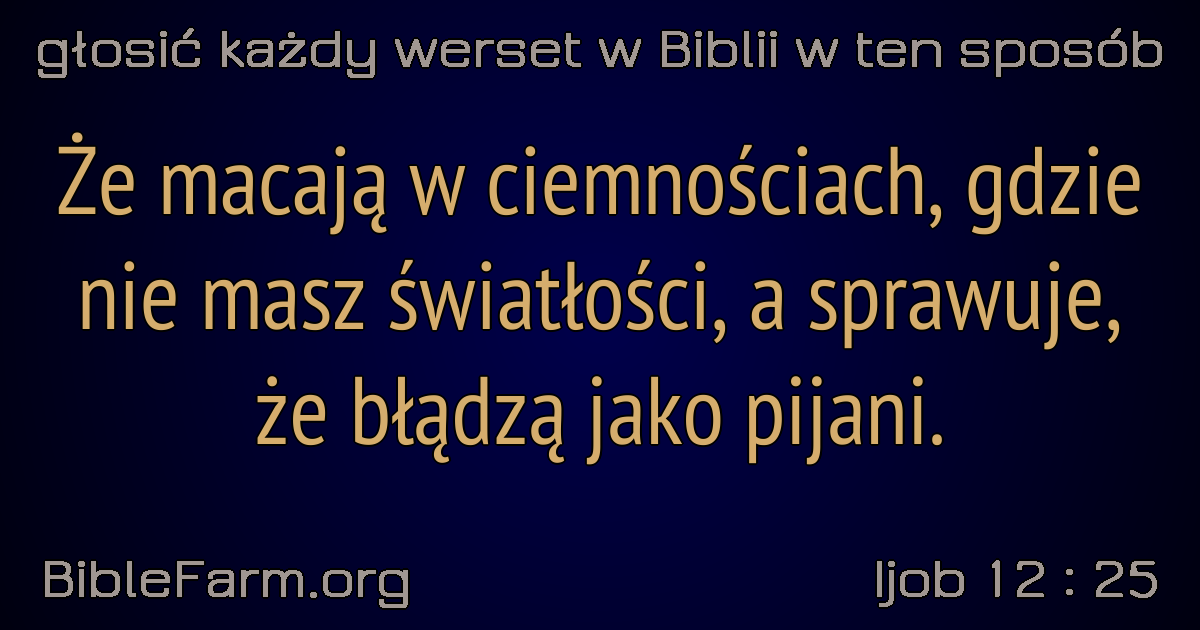 głosić każdy werset w Biblii w ten sposób
Że macają w ciemnościach, gdzie
nie masz światłości, a sprawuje,
że błądzą jako pijani.
BibleFarm.org
Ijob 12 : 25